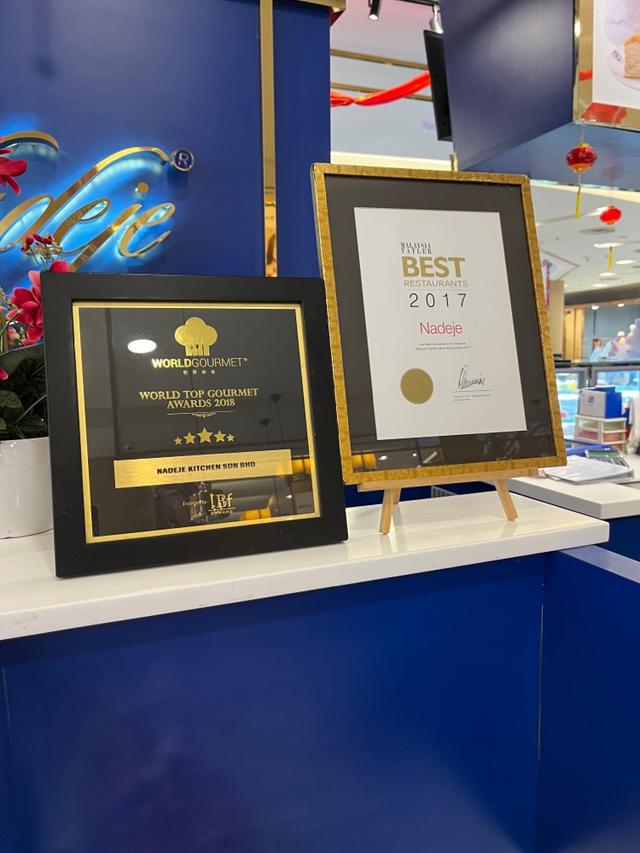 Nadeje®
WORLDGOURMET®
世界美食
WORLD TOP GOURMET
AWARDS 2018
NADEJE KITCHEN SDN BHD
MALAYSIA
TATLER
BEST
RESTAURANTS
2017
Nadeje